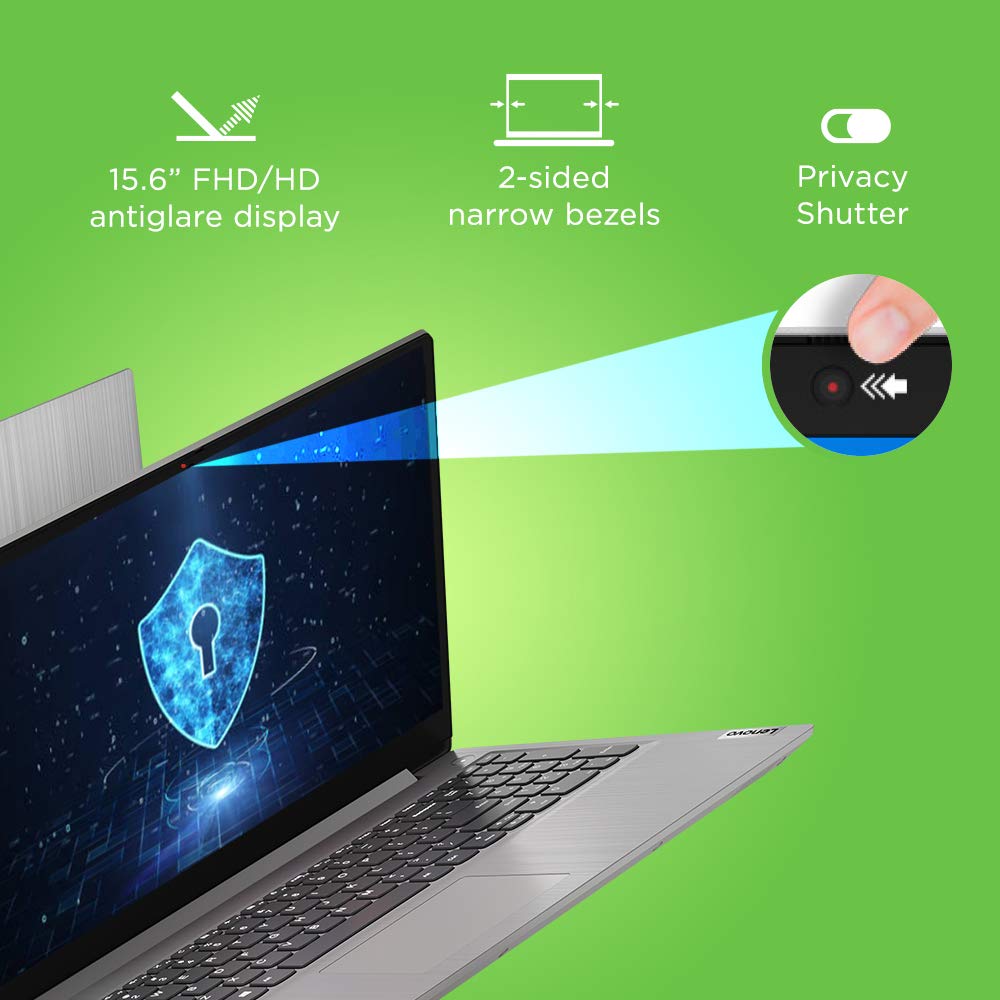 15.6” FHD/HD
antiglare display
2-sided
narrow bezels
Privacy
Shutter
Lenovo